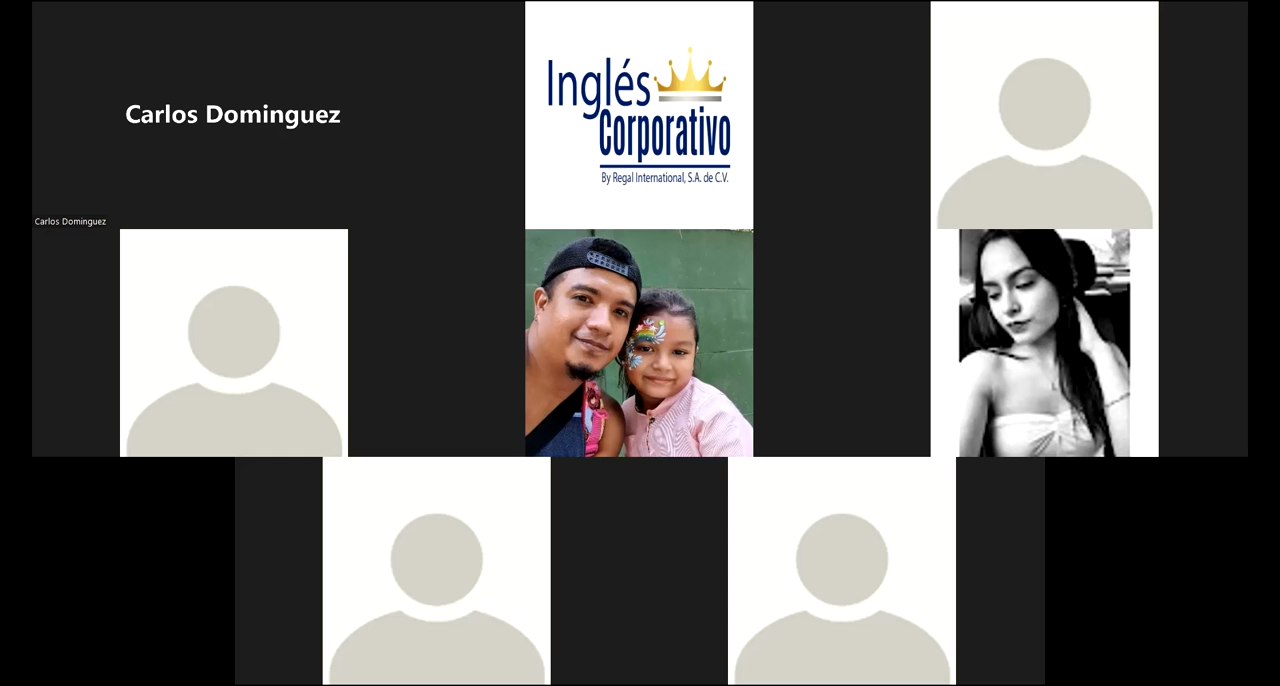 Carlos Dominguez
Inglés
Corporativo
By Regal International, S.A. de C.V.
Carlos Dominguez